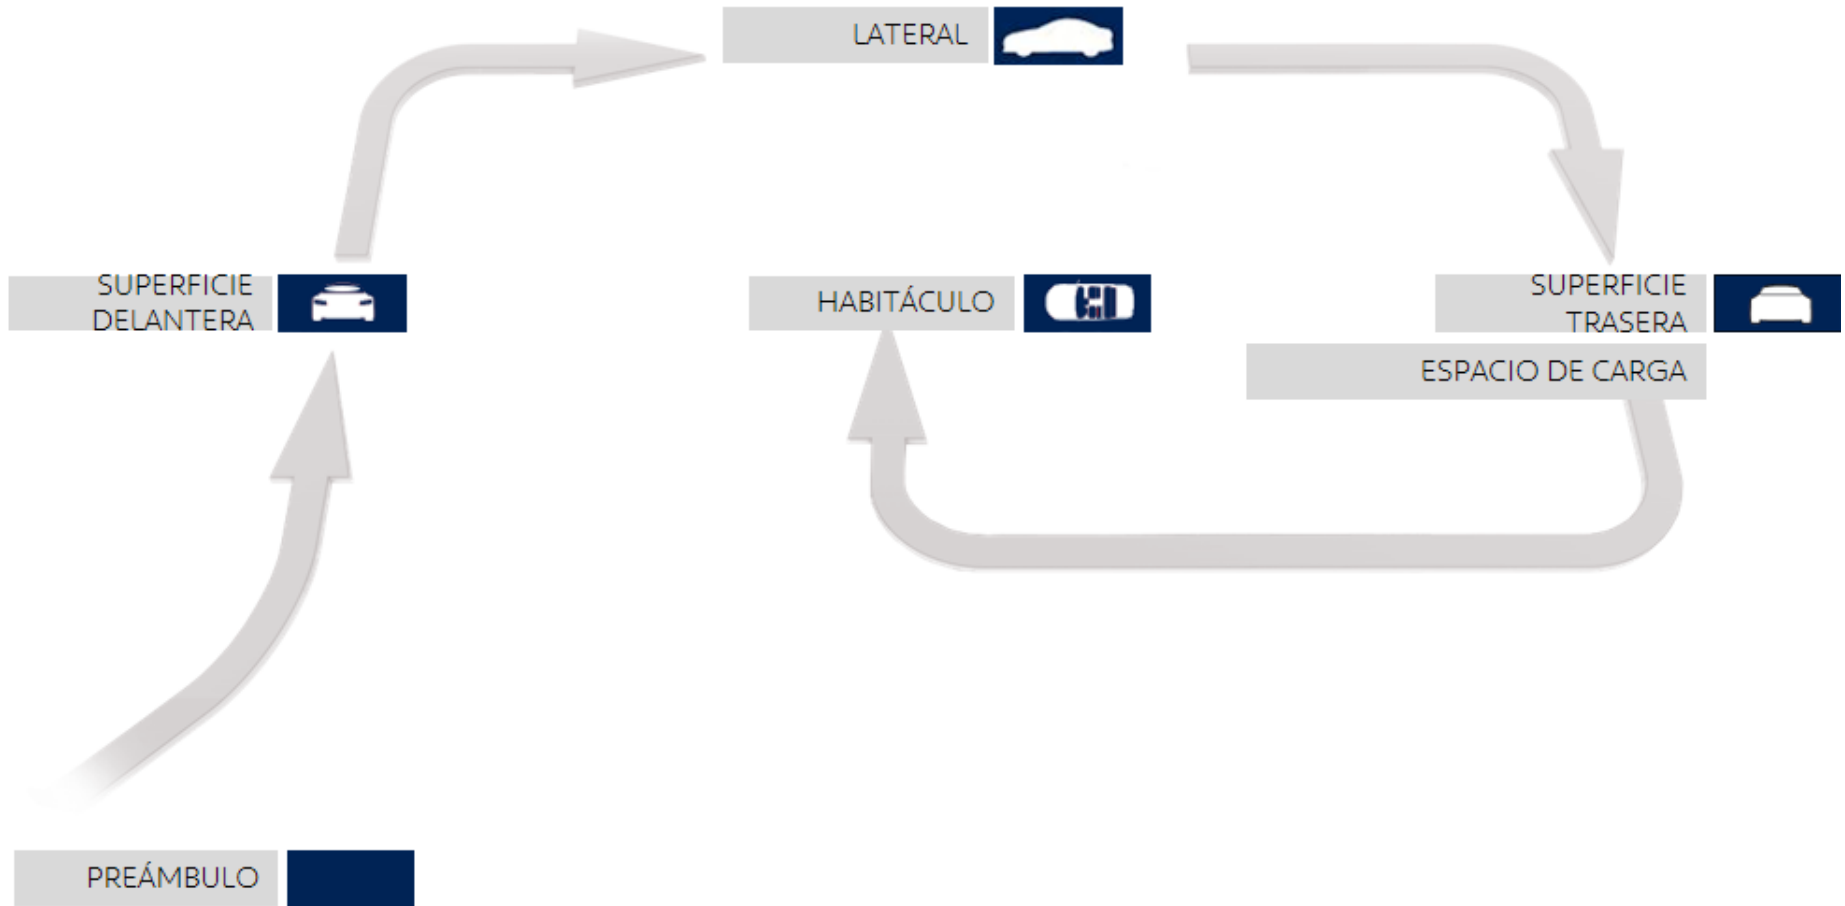 LATERAL
SUPERFICIE
DELANTERA
HABITÁCULO
SUPERFICIE
TRASERA
ESPACIO DE CARGA
PREÁMBULO